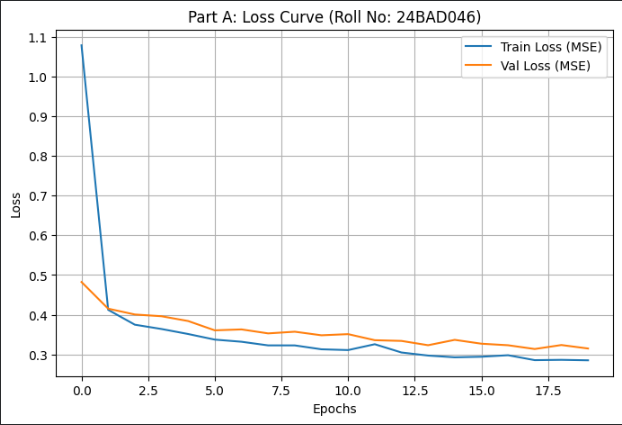 Part A: Loss Curve (Roll No: 24BAD046)
Train Loss (MSE)
Val Loss (MSE)
1.1
1.0
0.9
0.8
0.7
0.6
0.5
0.4
0.3
Loss
0.0 2.5 5.0 7.5 10.0 12.5 15.0 17.5
Epochs